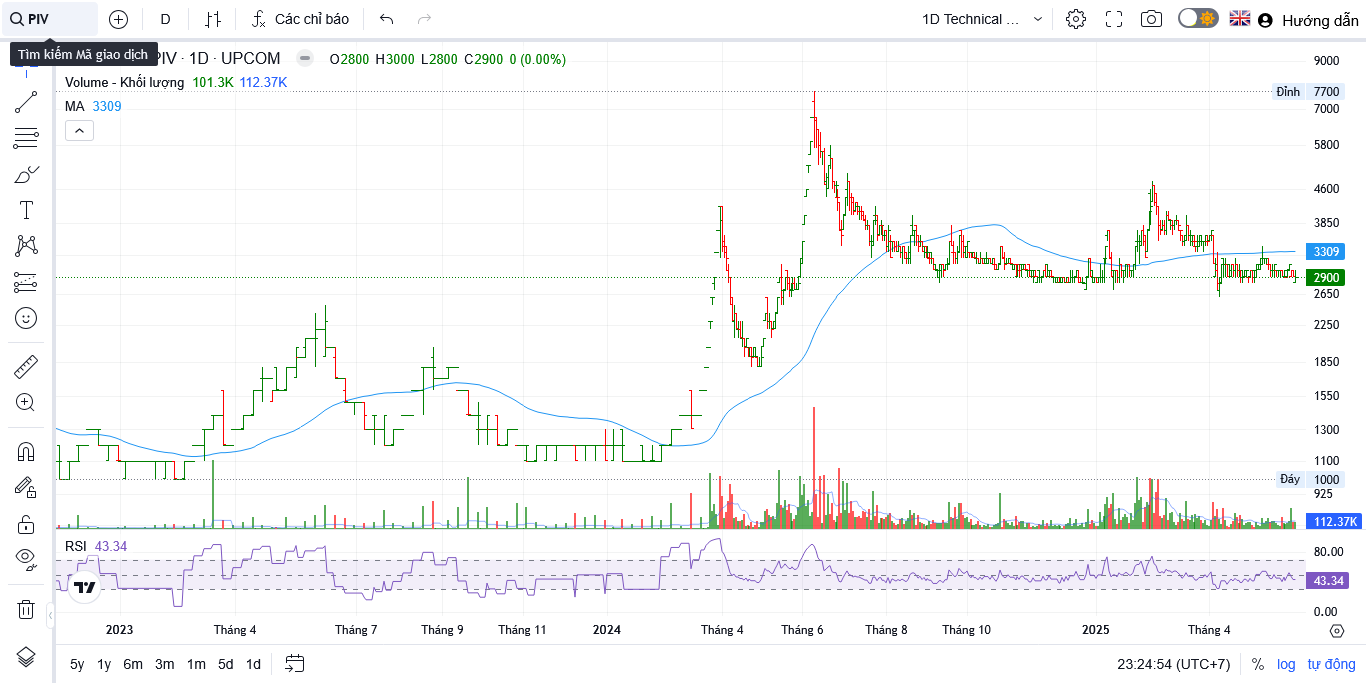 PIV D Các chỉ báo 1D Technical ... Hướng dẫn
Tìm kiếm Mã giao dịch
PIV · 1D · UPCOM O2800 H3000 L2800 C2900 0 (0.00%)
Volume - Khối lượng 101.3K 112.37K
MA 3309
9000
Đỉnh 7700
7000
5800
4600
3850
3309
2900
2650
2250
1850
1550
1300
1100
Đáy 1000
925
112.37K
RSI 43.34
80.00
43.34
0.00
2023 Tháng 4 Tháng 7 Tháng 9 Tháng 11 2024 Tháng 4 Tháng 6 Tháng 8 Tháng 10 2025 Tháng 4
5y 1y 6m 3m 1m 5d 1d 23:24:54 (UTC+7) % log tự động